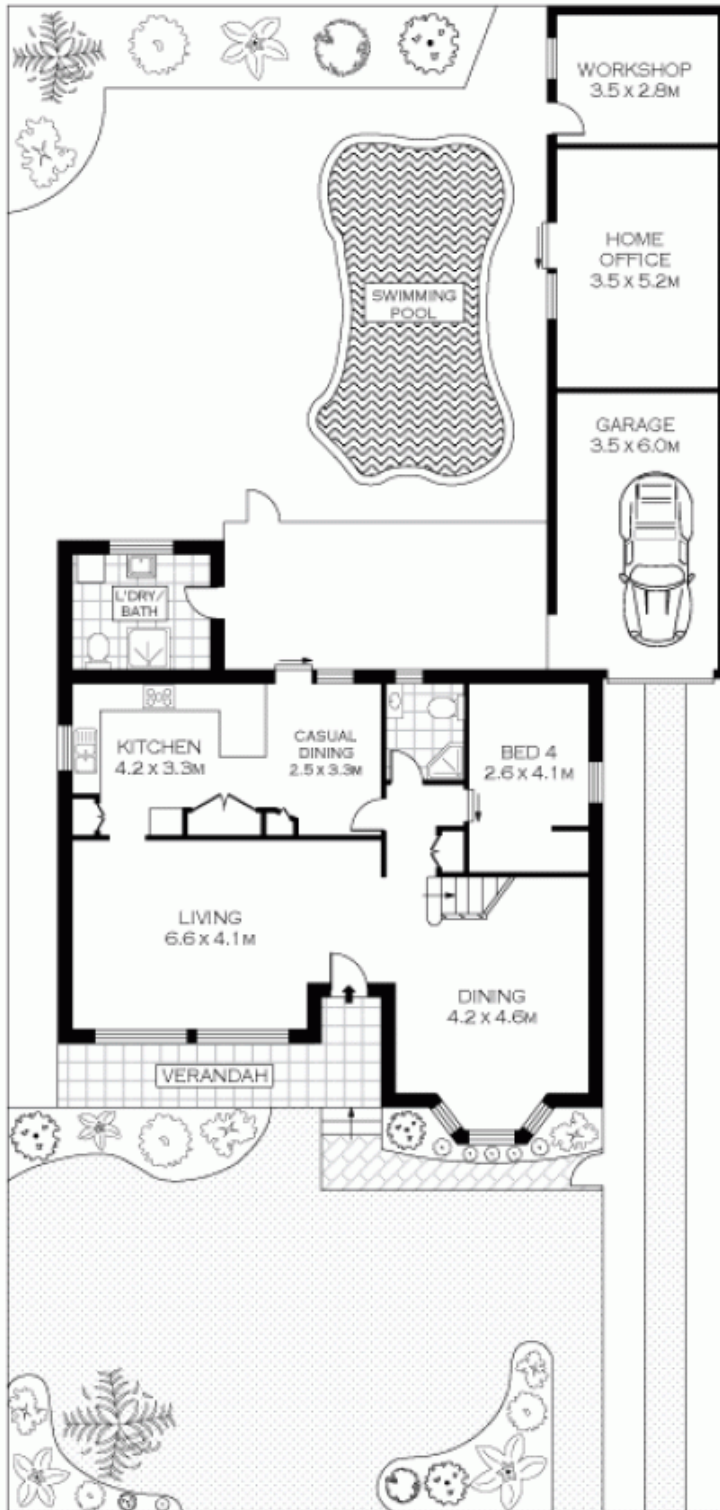 WORKSHOP
3.5 X 2.8M
HOME
OFFICE
3.5 X 5.2M
SWIMMING
POOL
GARAGE
3.5 X 6.0M
L'DRY/
BATH
KITCHEN
4.2 X 3.3M
CASUAL
DINING
2.5 X 3.3M
BED 4
2.6 X 4.1M
LIVING
6.6 X 4.1M
DINING
4.2 X 4.6M
VERANDAH